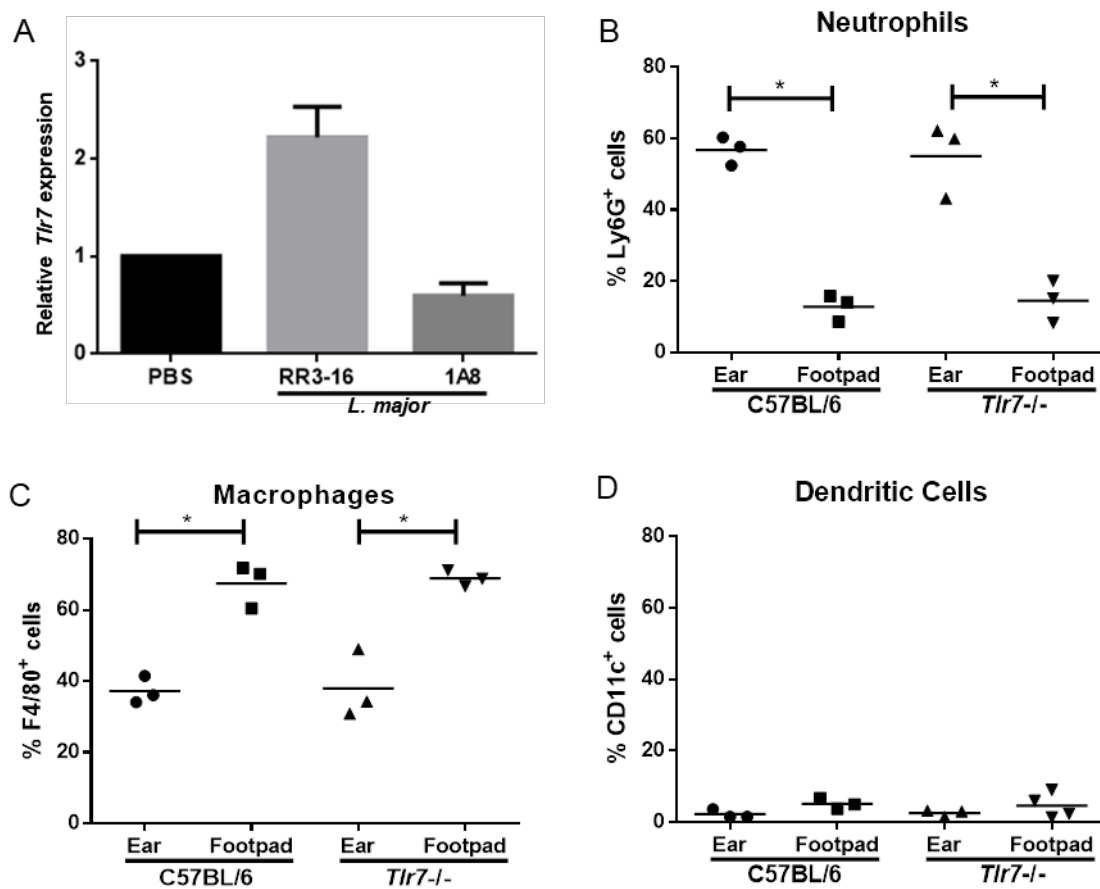 A
3
2
1
0
Relative Tlr7 expression
PBS
RR3-16
1A8
L. major
B
Neutrophils
80
60
40
20
0
% Ly6G+ cells
*
*
Ear
Footpad
Ear
Footpad
C57BL/6
Tlr7-/-
C
Macrophages
80
60
40
20
0
% F4/80+ cells
*
*
Ear
Footpad
Ear
Footpad
C57BL/6
Tlr7-/-
D
Dendritic Cells
80
60
40
20
0
% CD11c+ cells
Ear
Footpad
Ear
Footpad
C57BL/6
Tlr7-/-